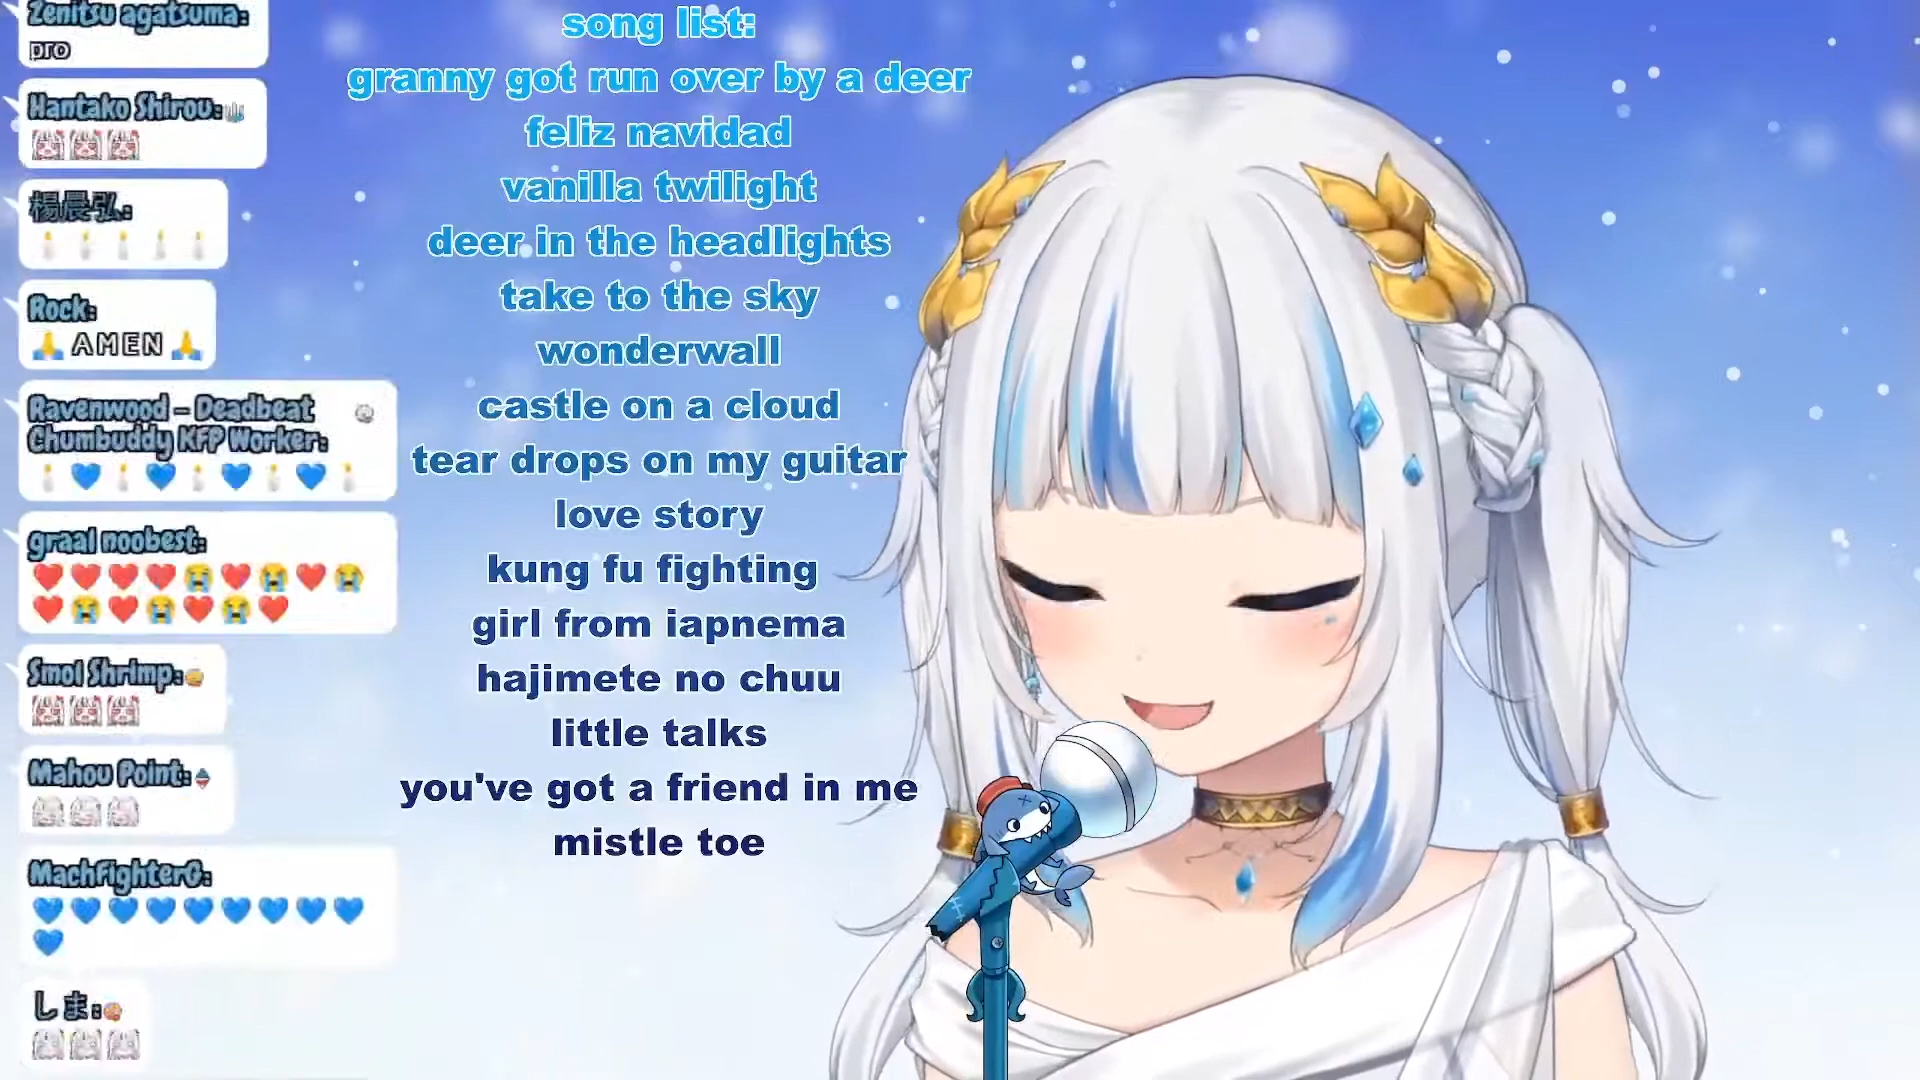 Zenitsu agatsuma:
pro
Hantako Shirou:
楊晨弘:
Rock:
🙏 AMEN 🙏
Ravenwood - Deadbeat
Chumbuddy KFP Worker:
graal noobest:
Smol Shrimp:
Mahou Point:
MachFighterG:
しま:
song list:
granny got run over by a deer
feliz navidad
vanilla twilight
deer in the headlights
take to the sky
wonderwall
castle on a cloud
tear drops on my guitar
love story
kung fu fighting
girl from iapnema
hajimete no chuu
little talks
you've got a friend in me
mistle toe